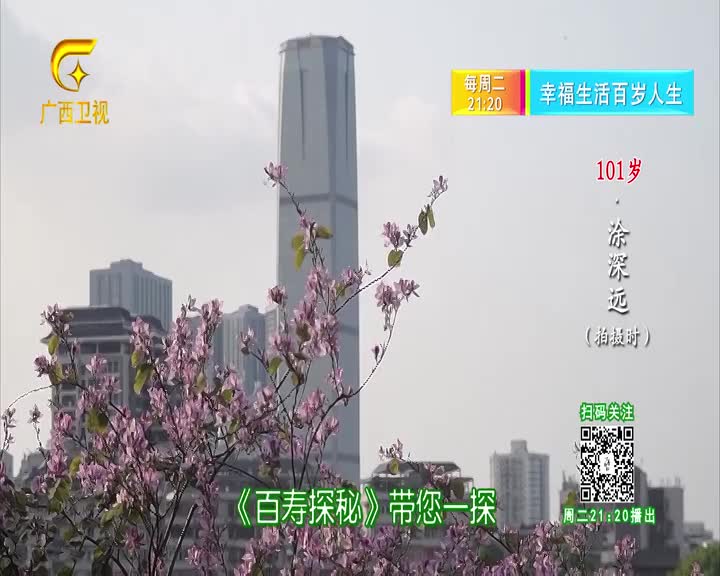 广西卫视
每周二
21:20
幸福生活百岁人生
101岁
·涂深远
(拍摄时)
扫码关注
周二21:20播出
《百寿探秘》带您一探